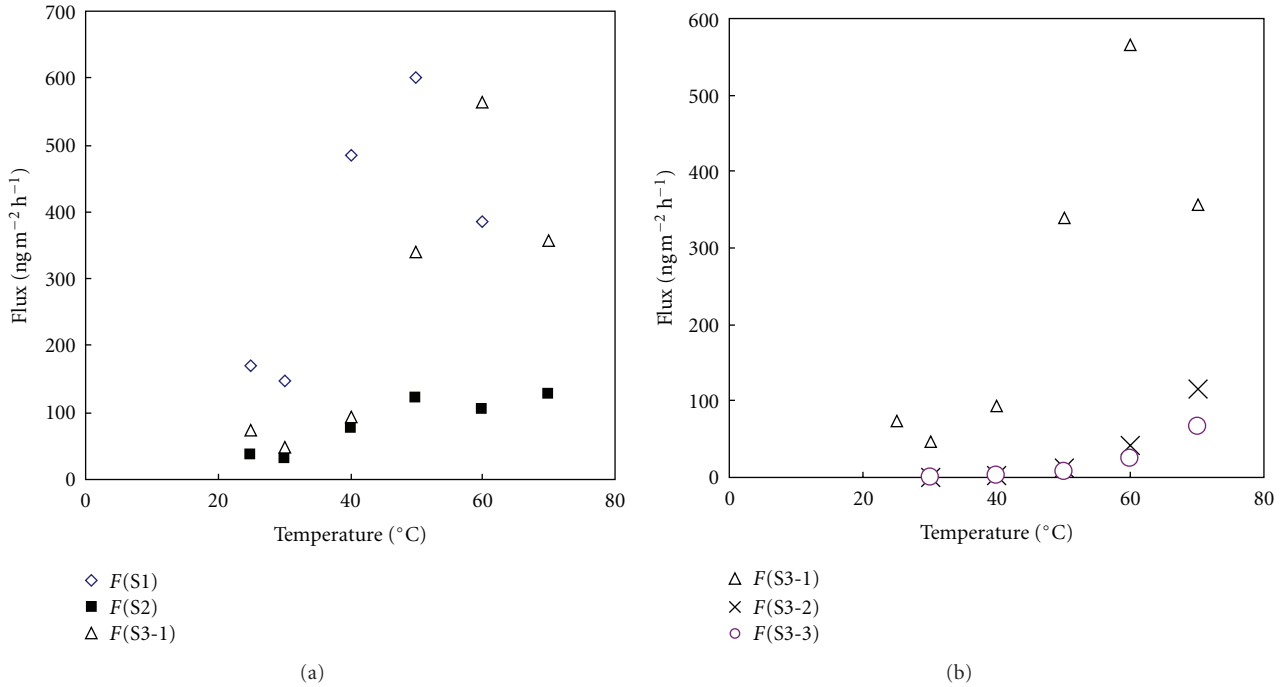 700
600
500
400
300
200
100
0
Flux (ng m⁻² h⁻¹)
0 20 40 60 80
Temperature (°C)
F(S1)
F(S2)
F(S3-1)
(a)
600
500
400
300
200
100
0
Flux (ng m⁻² h⁻¹)
0 20 40 60 80
Temperature (°C)
F(S3-1)
F(S3-2)
F(S3-3)
(b)